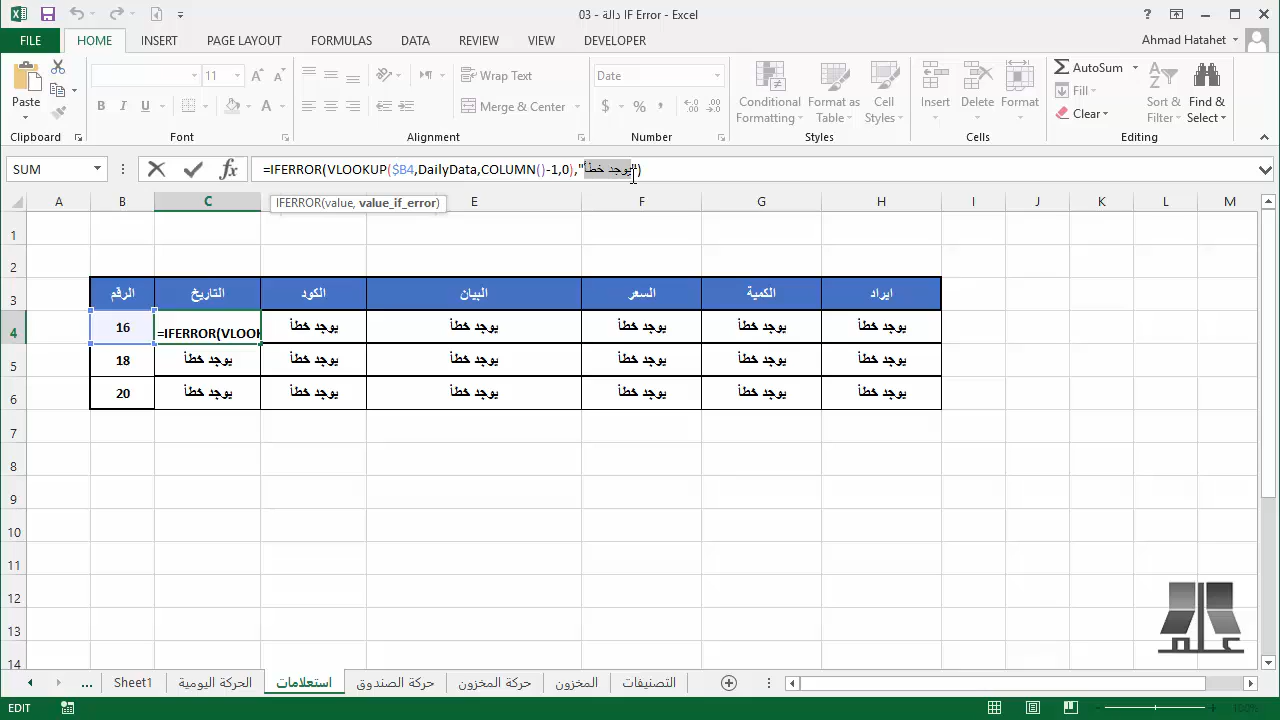 03 - دالة IF Error - Excel
Ahmad Hatahet
FILE HOME INSERT PAGE LAYOUT FORMULAS DATA REVIEW VIEW DEVELOPER
Paste
11
Wrap Text
Merge & Center
Date
Conditional Formatting
Format as Table
Cell Styles
Insert
Delete
Format
AutoSum
Fill
Clear
Sort & Filter
Find & Select
Clipboard Font Alignment Number Styles Cells Editing
SUM
=IFERROR(VLOOKUP($B4,DailyData,COLUMN()-1,0),"يوجد خطأ")
IFERROR(value, value_if_error)
A B C E F G H I J K L M
1
2
3 الرقم التاريخ الكود البيان السعر الكمية ايراد
4 16 =IFERROR(VLOOK يوجد خطأ يوجد خطأ يوجد خطأ يوجد خطأ يوجد خطأ
5 18 يوجد خطأ يوجد خطأ يوجد خطأ يوجد خطأ يوجد خطأ يوجد خطأ
6 20 يوجد خطأ يوجد خطأ يوجد خطأ يوجد خطأ يوجد خطأ يوجد خطأ
7
8
9
10
11
12
13
14
علم
... Sheet1 الحركة اليومية استعلامات حركة الصندوق حركة المخزون المخزون التصنيفات
EDIT
100%